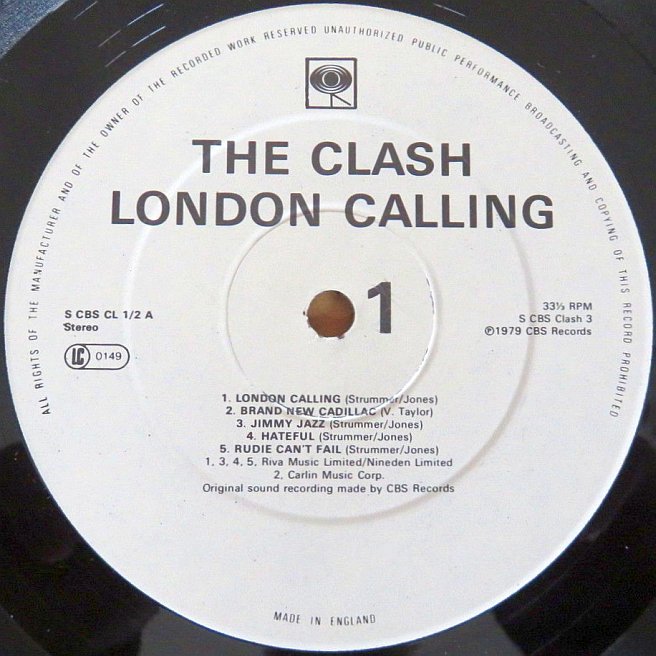 ALL RIGHTS OF THE MANUFACTURER AND OF THE OWNER OF THE RECORDED WORK RESERVED UNAUTHORIZED PUBLIC PERFORMANCE BROADCASTING AND COPYING OF THIS RECORD PROHIBITED
THE CLASH
LONDON CALLING
1
S CBS CL 1/2 A
Stereo
LC 0149
33⅓ RPM
S CBS Clash 3
℗1979 CBS Records
1. LONDON CALLING (Strummer/Jones)
2. BRAND NEW CADILLAC (V. Taylor)
3. JIMMY JAZZ (Strummer/Jones)
4. HATEFUL (Strummer/Jones)
5. RUDIE CAN'T FAIL (Strummer/Jones)
1, 3, 4, 5, Riva Music Limited/Nineden Limited
2, Carlin Music Corp.
Original sound recording made by CBS Records
MADE IN ENGLAND